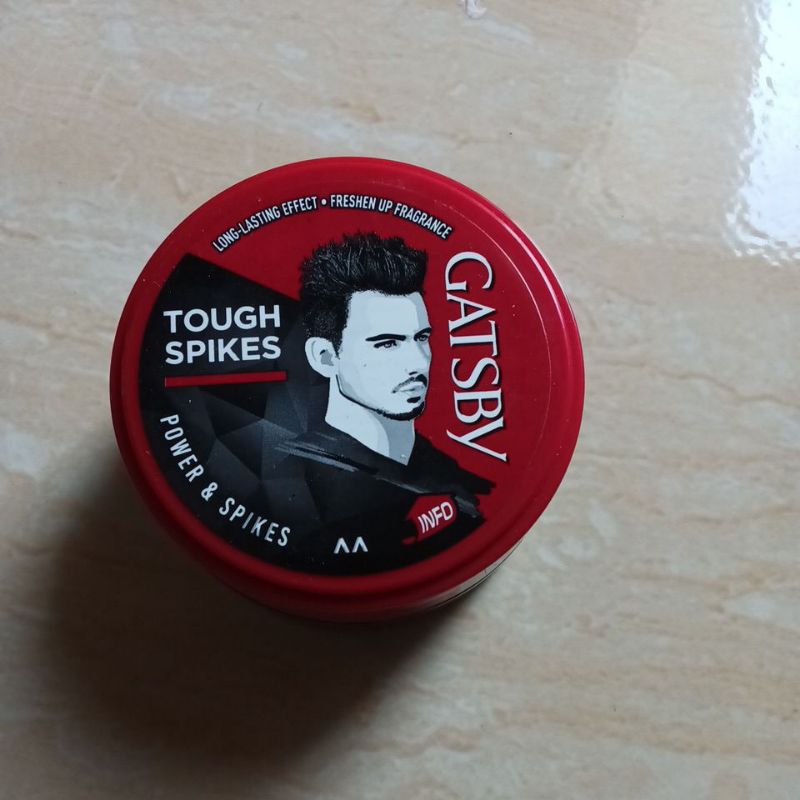 LONG-LASTING EFFECT • FRESHEN UP FRAGRANCE
GATSBY
TOUGH
SPIKES
POWER & SPIKES
INFO